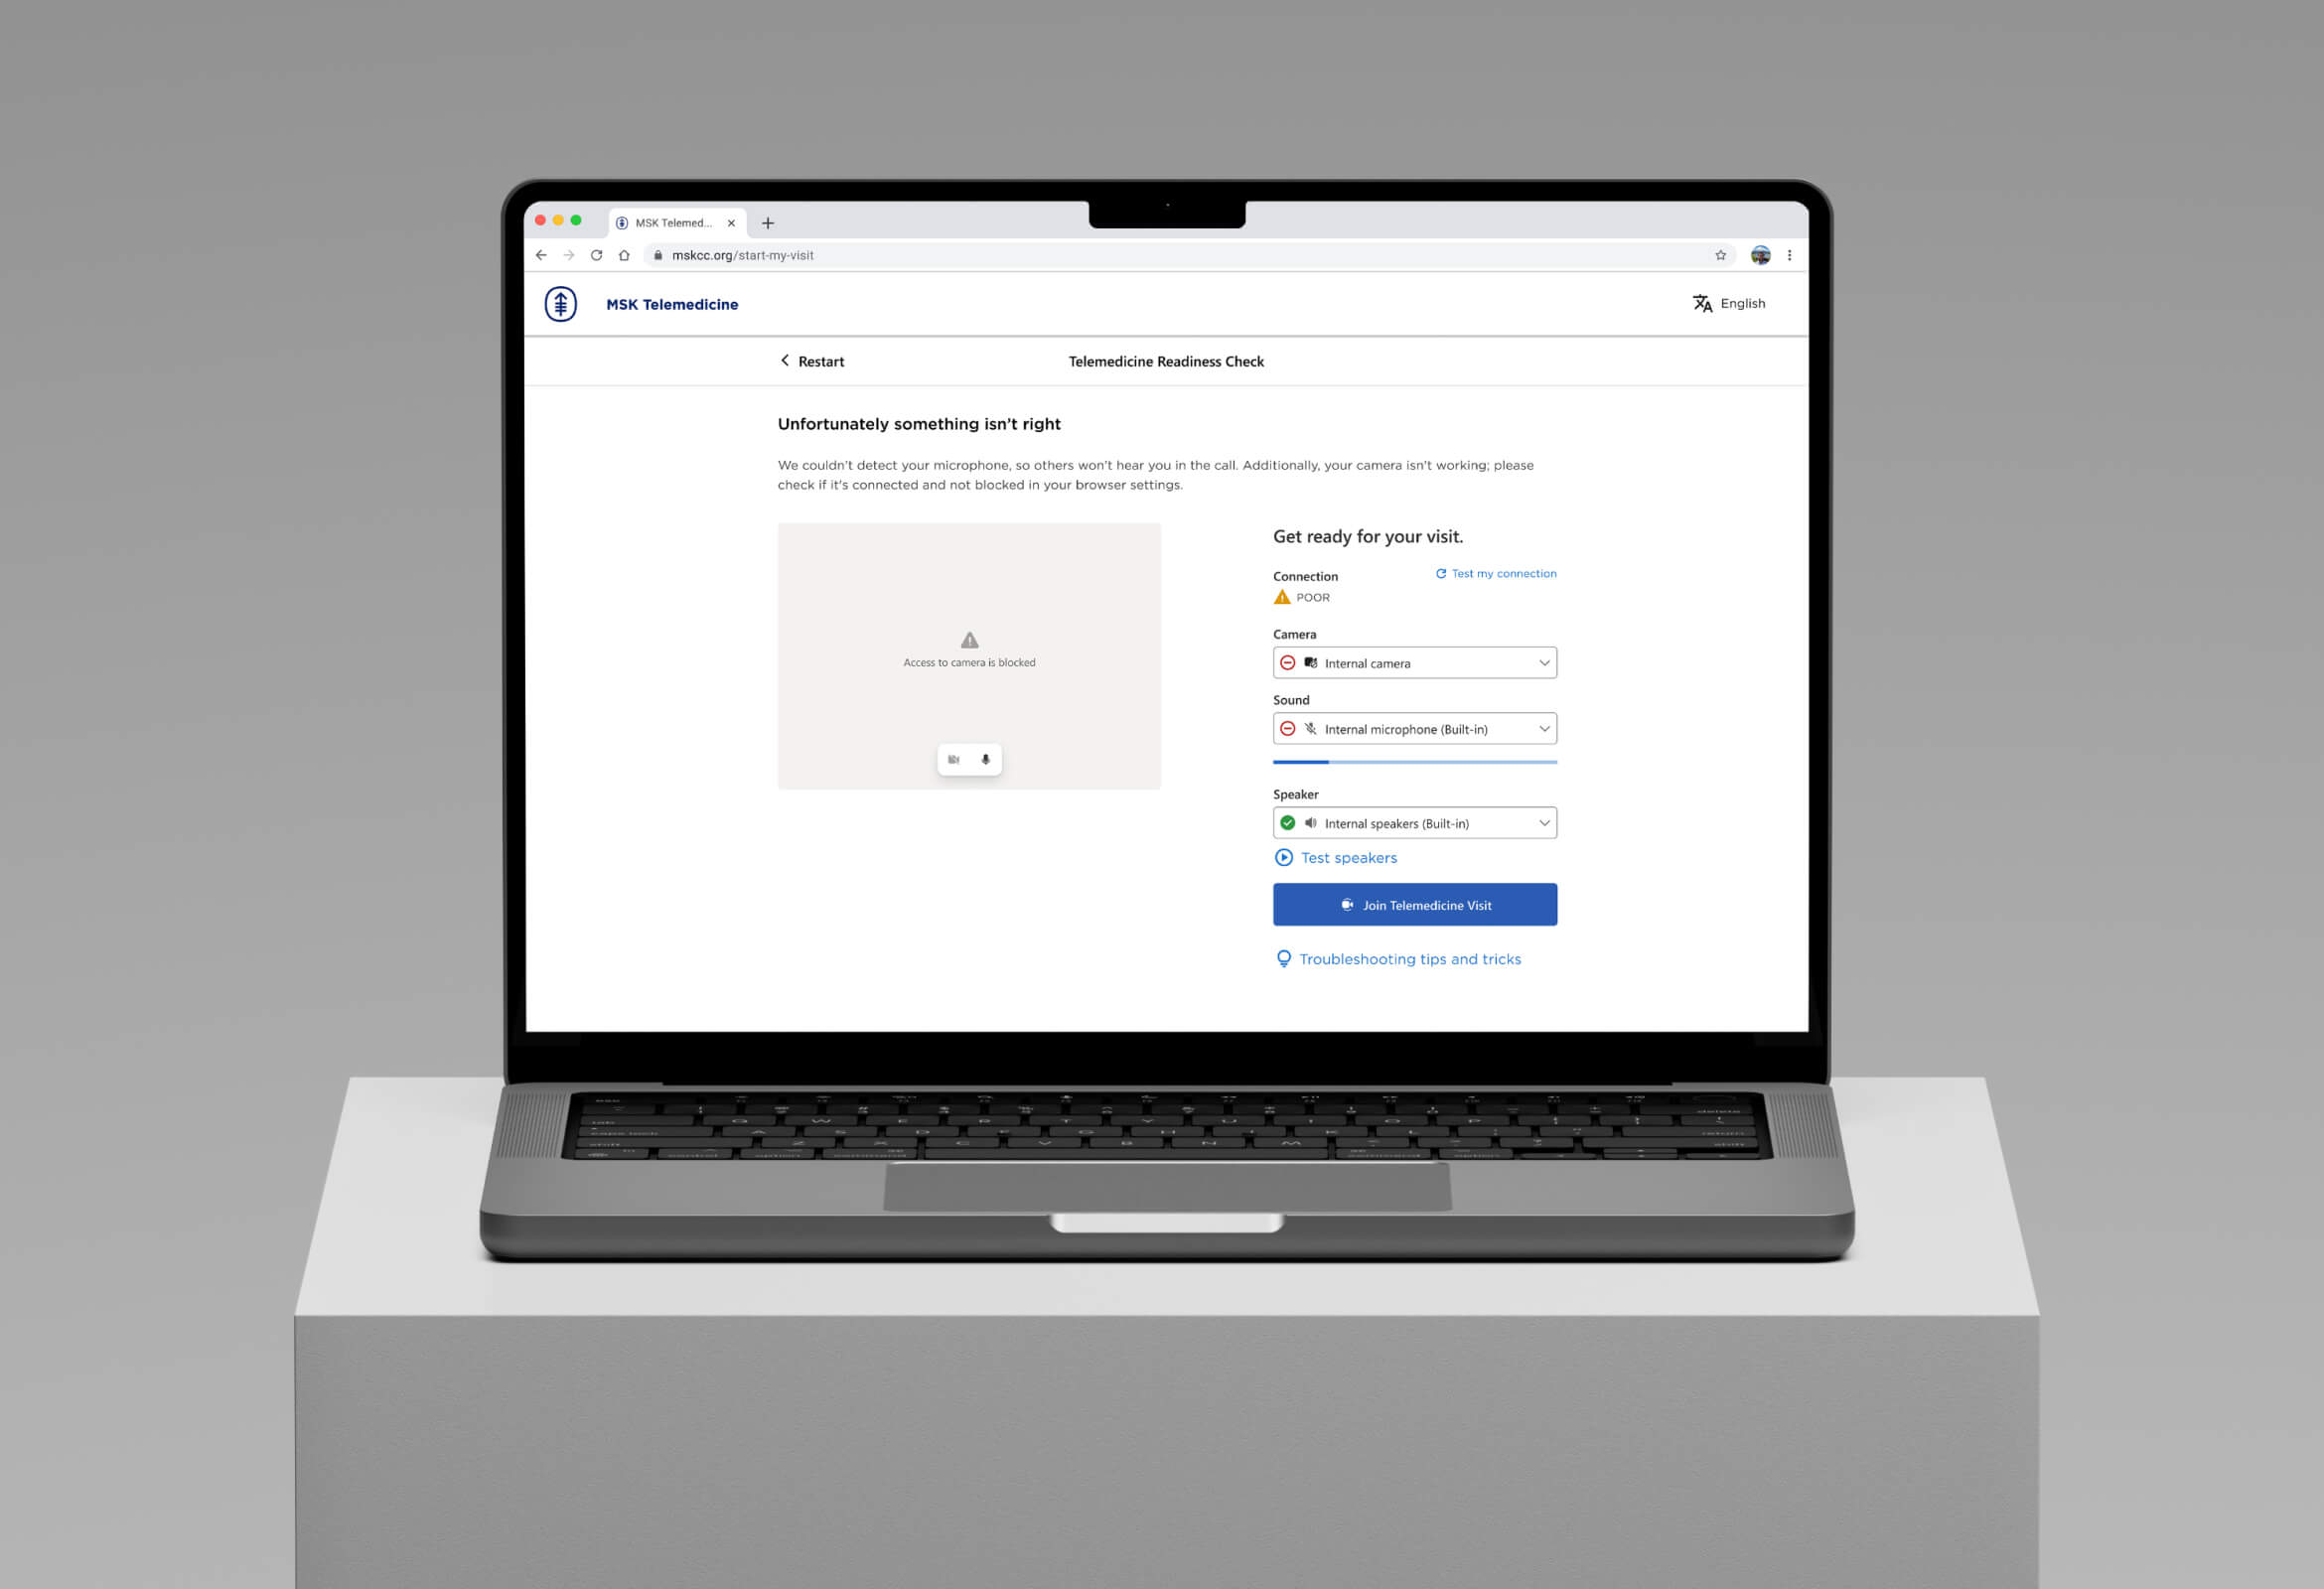 MSK Telemed...
mskcc.org/start-my-visit
MSK Telemedicine
English
Restart
Telemedicine Readiness Check
Unfortunately something isn’t right
We couldn’t detect your microphone, so others won’t hear you in the call. Additionally, your camera isn't working; please
check if it's connected and not blocked in your browser settings.
Access to camera is blocked
Get ready for your visit.
Connection
Test my connection
POOR
Camera
Internal camera
Sound
Internal microphone (Built-in)
Speaker
Internal speakers (Built-in)
Test speakers
Join Telemedicine Visit
Troubleshooting tips and tricks